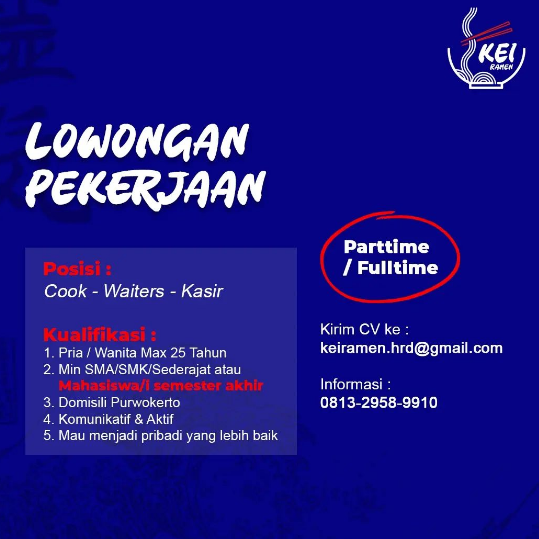 KEI
RAMEN
LOWONGAN
PEKERJAAN
Posisi :
Cook - Waiters - Kasir
Kualifikasi :
1. Pria / Wanita Max 25 Tahun
2. Min SMA/SMK/Sederajat atau
Mahasiswa/i semester akhir
3. Domisili Purwokerto
4. Komunikatif & Aktif
5. Mau menjadi pribadi yang lebih baik
Parttime
/ Fulltime
Kirim CV ke :
keiramen.hrd@gmail.com
Informasi :
0813-2958-9910